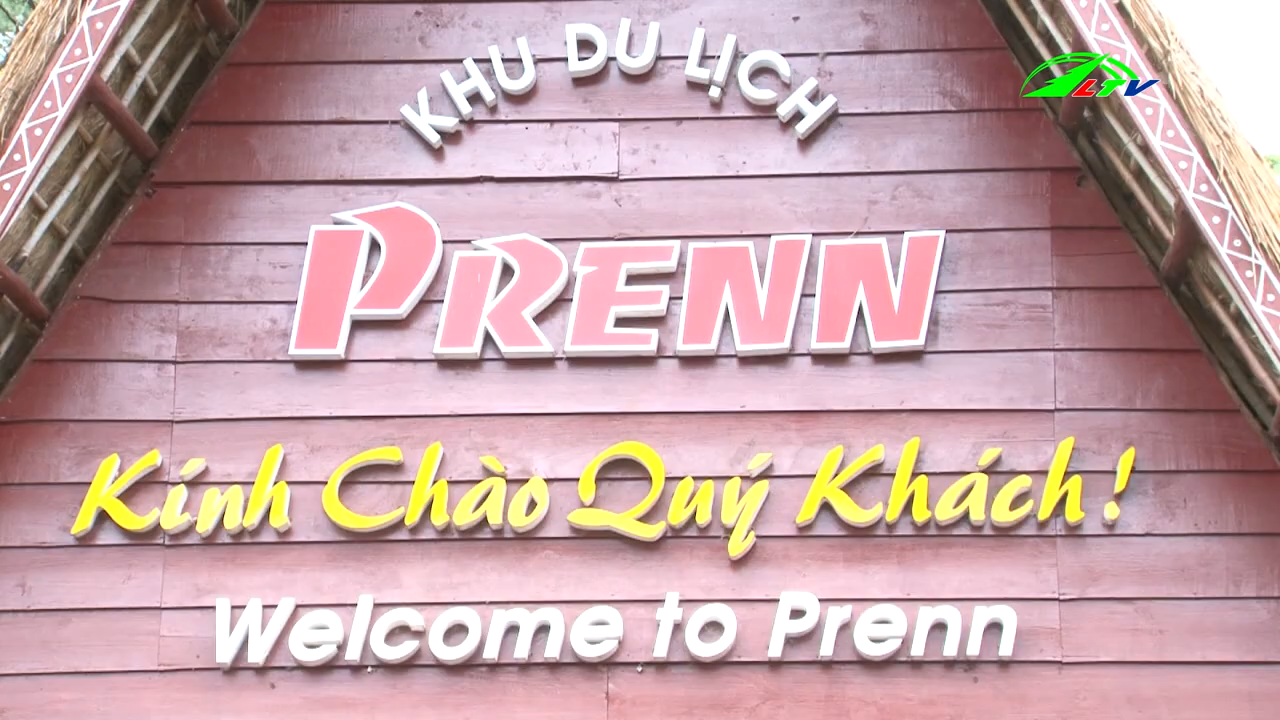 KHU DU LỊCH
LTV
PRENN
Kính Chào Quý Khách!
Welcome to Prenn